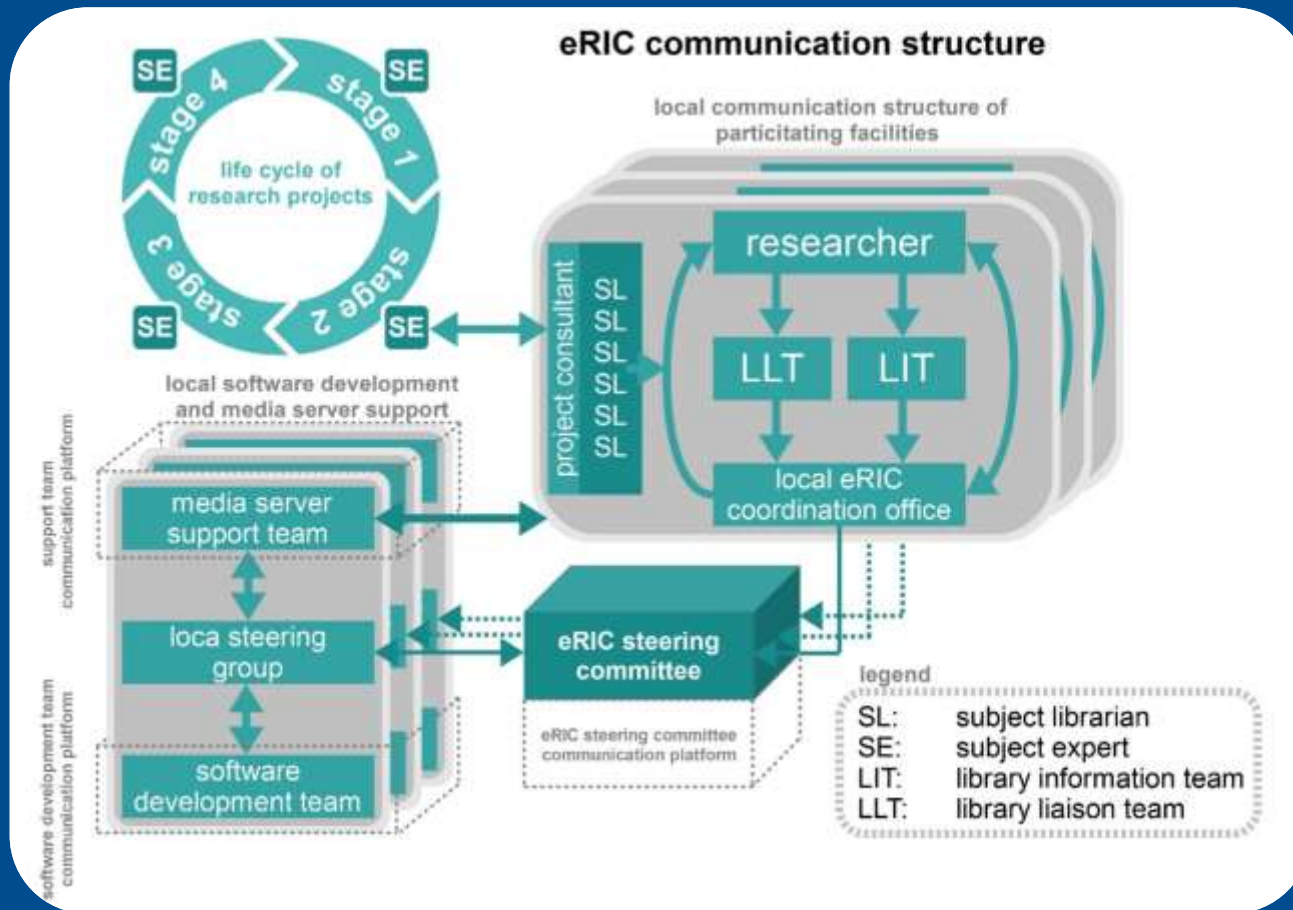 eRIC communication structure
SE
SE
stage 4
stage 1
life cycle of
research projects
stage 3
stage 2
SE
SE
local communication structure of
particitating facilities
project consultant
SL
SL
SL
SL
SL
SL
researcher
LLT
LIT
local eRIC
coordination office
local software development
and media server support
support team
communication platform
media server
support team
loca steering
group
software development team
communication platform
software
development team
eRIC steering
committee
eRIC steering committee
communication platform
legend
SL: subject librarian
SE: subject expert
LIT: library information team
LLT: library liaison team